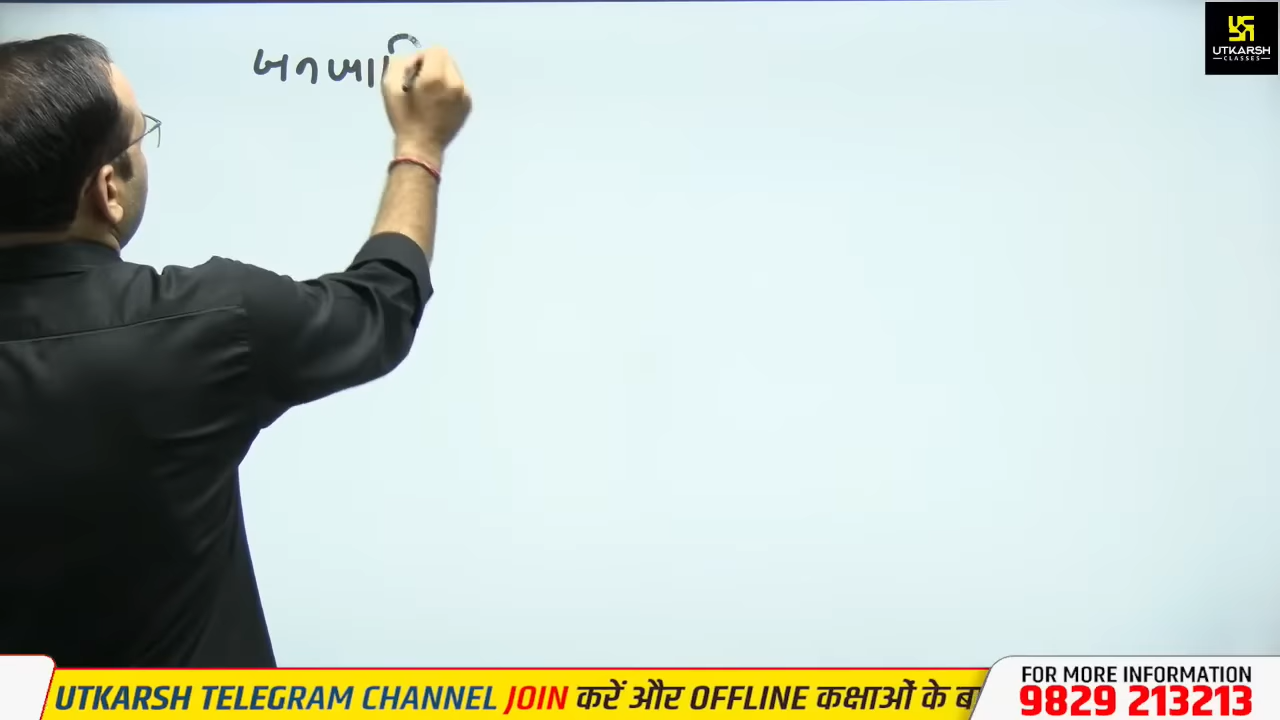 UTKARSH
CLASSES
UTKARSH TELEGRAM CHANNEL JOIN करें और OFFLINE कक्षाओं के
FOR MORE INFORMATION
9829 213213